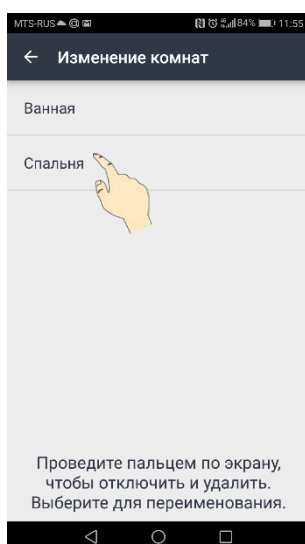 MTS-RUS @ 84% 11:55
Изменение комнат
Ванная
Спальня
Проведите пальцем по экрану,
чтобы отключить и удалить.
Выберите для переименования.